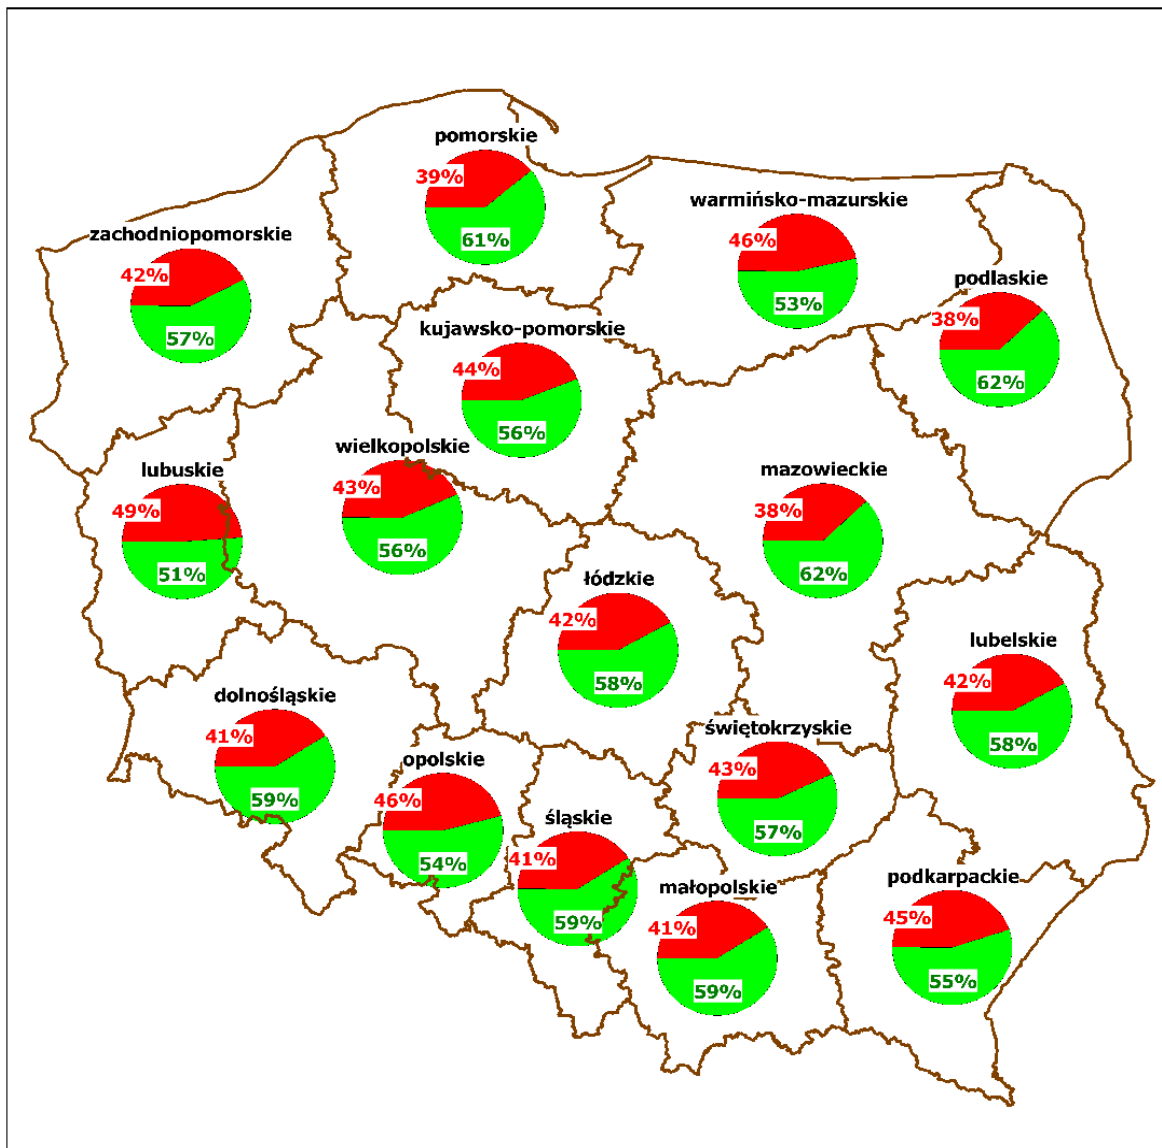 pomorskie
39%
61%
warmińsko-mazurskie
46%
53%
zachodniopomorskie
42%
57%
podlaskie
38%
62%
kujawsko-pomorskie
44%
56%
wielkopolskie
43%
56%
lubuskie
49%
51%
mazowieckie
38%
62%
łódzkie
42%
58%
lubelskie
42%
58%
dolnośląskie
41%
59%
świętokrzyskie
43%
57%
opolskie
46%
54%
śląskie
41%
59%
małopolskie
41%
59%
podkarpackie
45%
55%